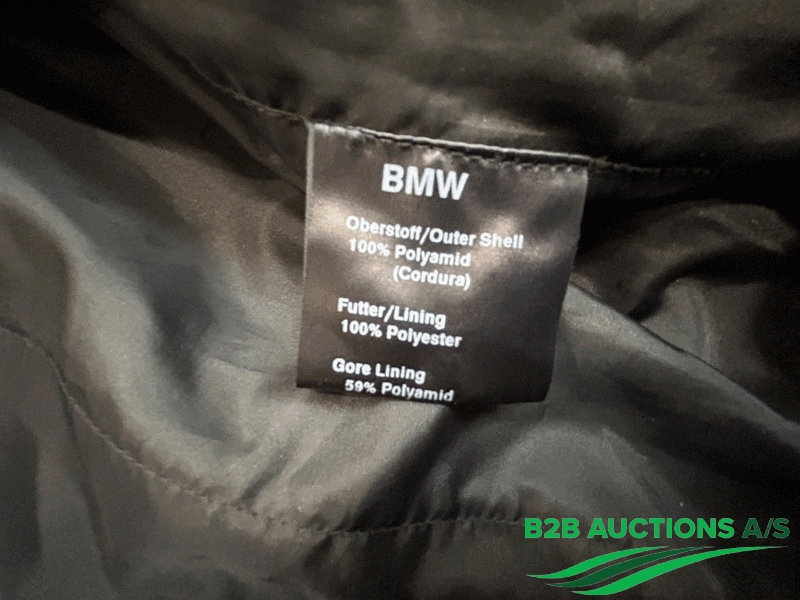 BMW
Oberstoff/Outer Shell
100% Polyamid
(Cordura)
Futter/Lining
100% Polyester
Gore Lining
59% Polyamid
B2B AUCTIONS A/S